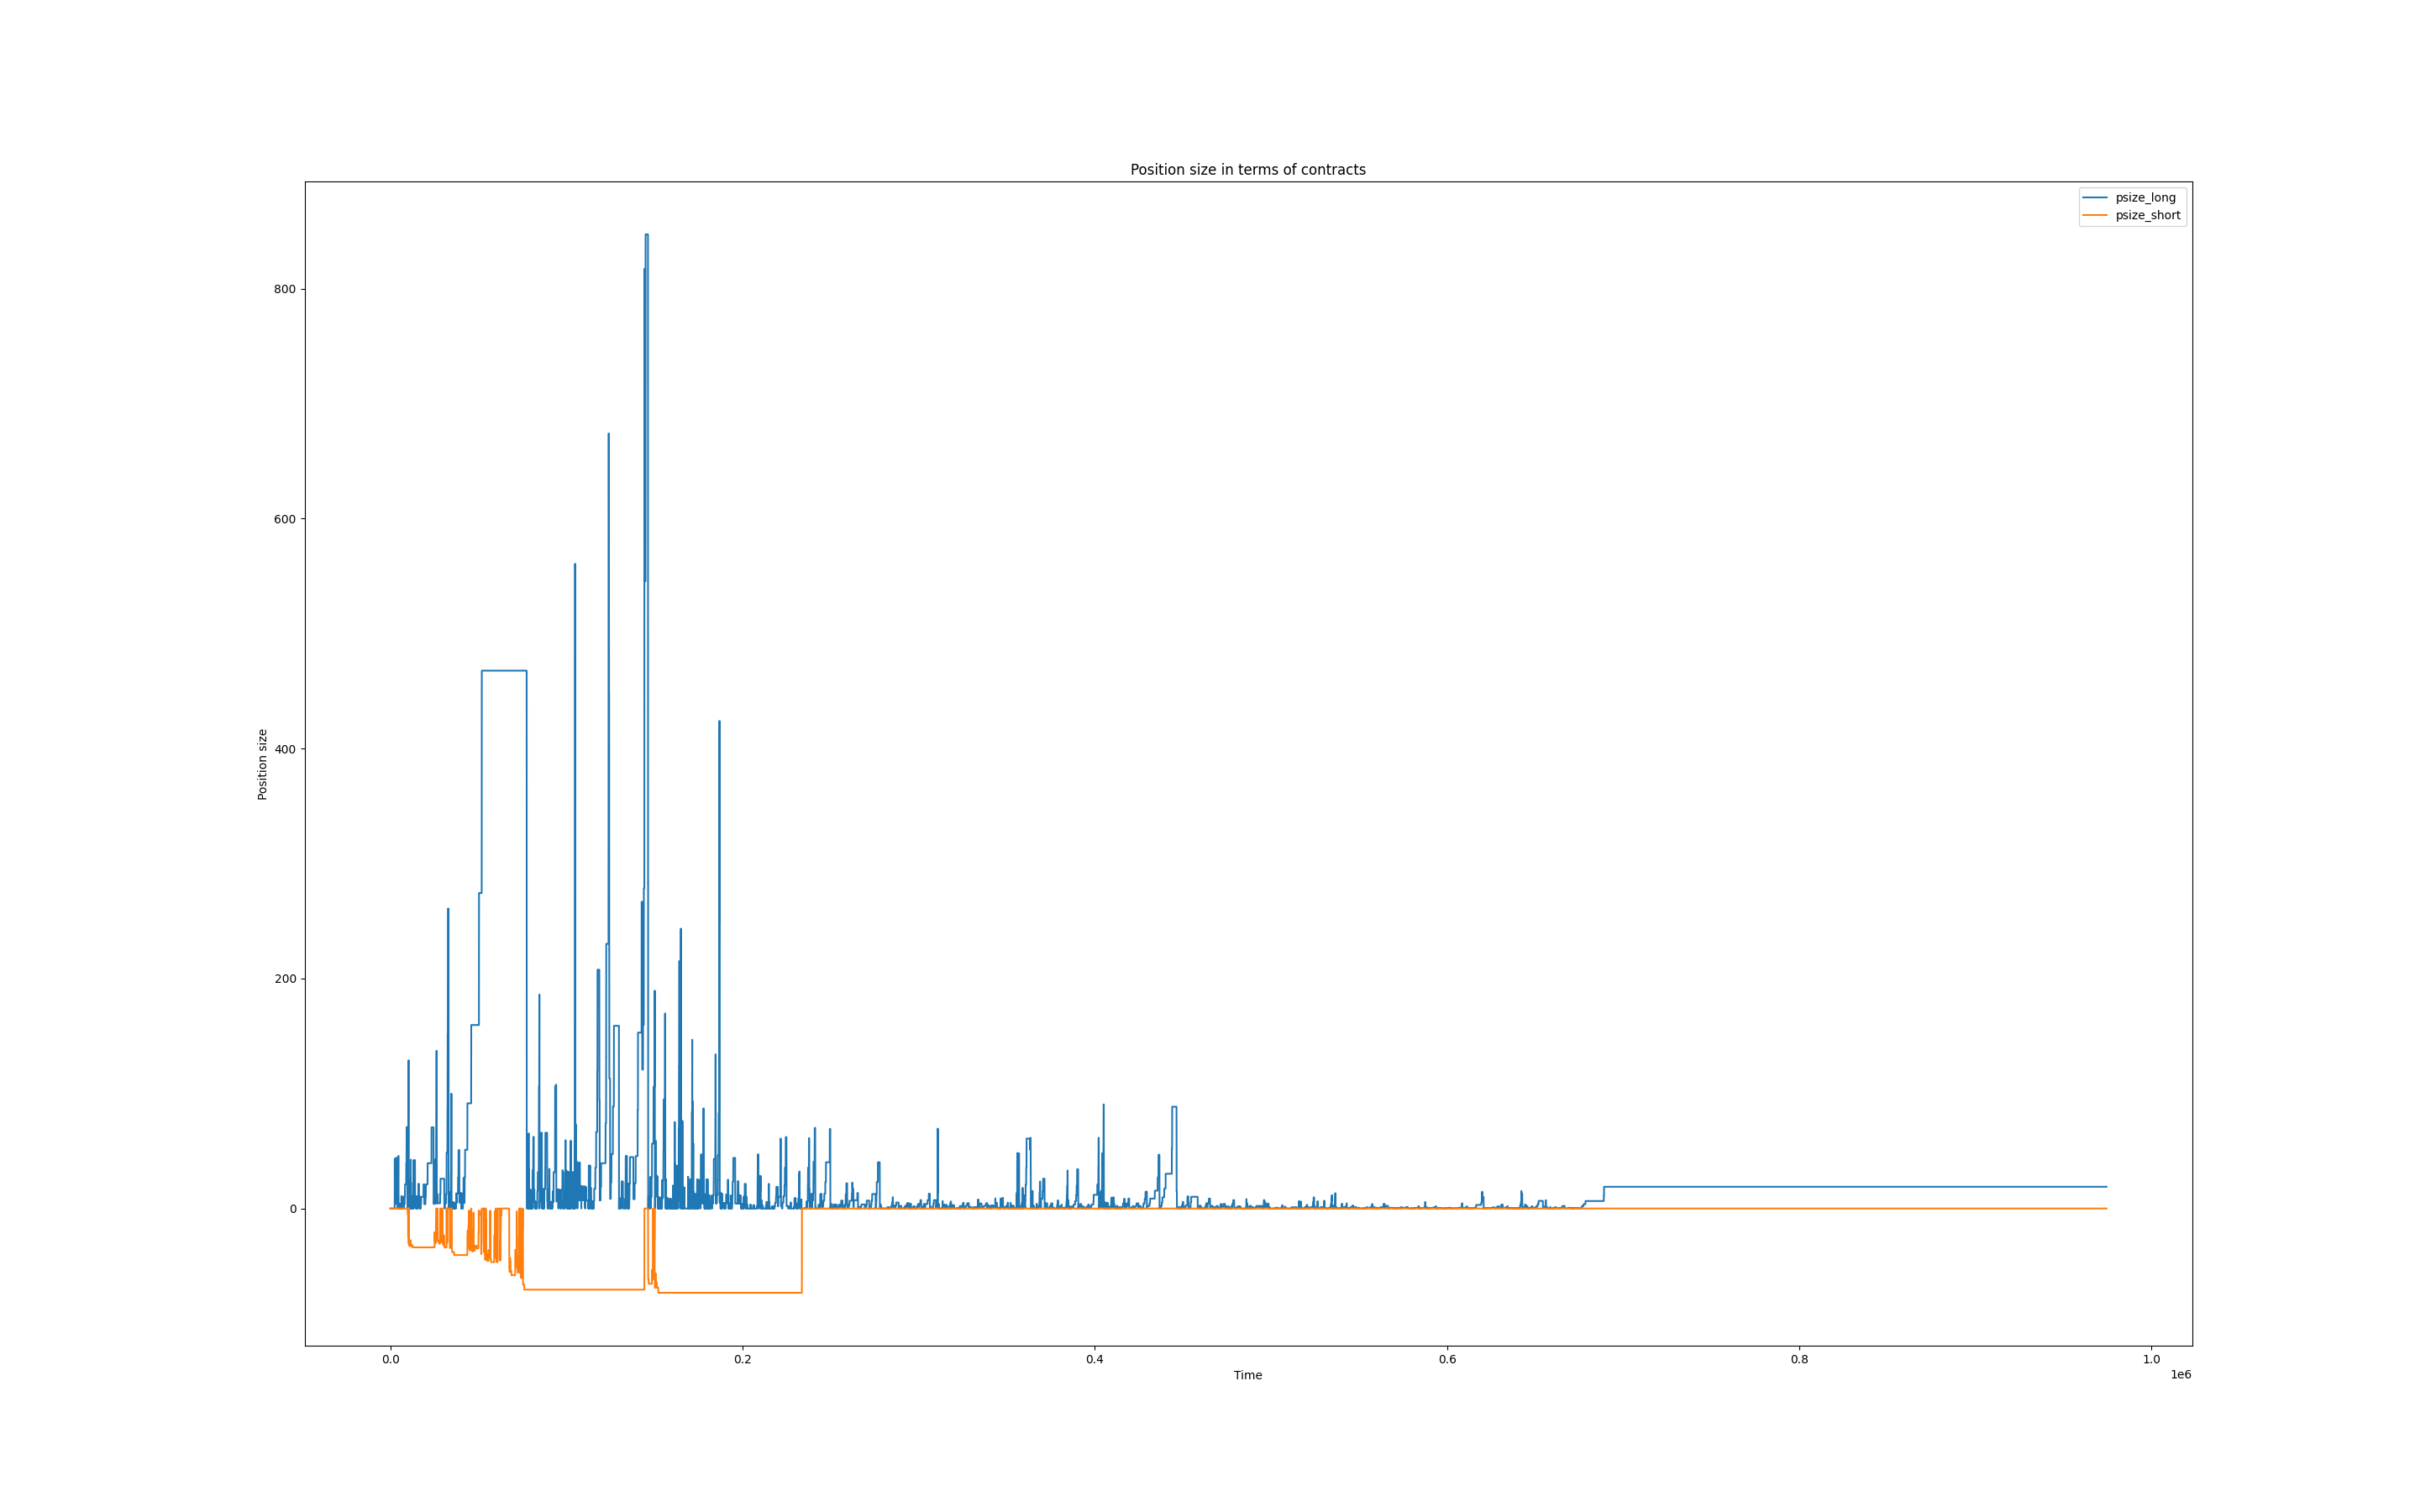 Position size in terms of contracts
psize_long
psize_short
800
600
400
200
0
Position size
0.0 0.2 0.4 0.6 0.8 1.0
Time
1e6